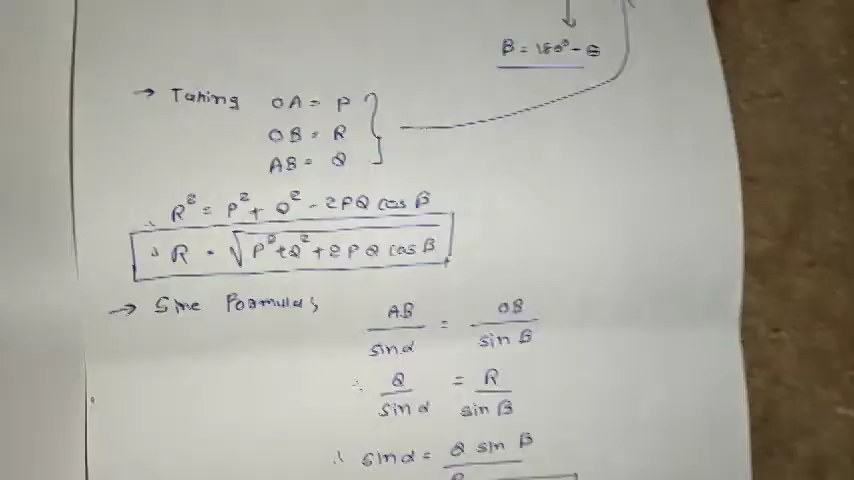 β = 180° - θ
→ Taking OA = P
OB = R
AB = Q
∴ R² = P² + Q² - 2PQ cos β
∴ R = √P² + Q² + 2PQ cos β
→ Sine Formula;
AB / sin α = OB / sin β
∴ Q / sin α = R / sin β
∴ sin α = Q sin β